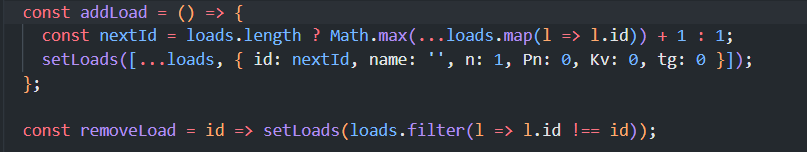 const addLoad = () => {
  const nextId = loads.length ? Math.max(...loads.map(l => l.id)) + 1 : 1;
  setLoads([...loads, { id: nextId, name: '', n: 1, Pn: 0, Kv: 0, tg: 0 }]);
};
const removeLoad = id => setLoads(loads.filter(l => l.id !== id));